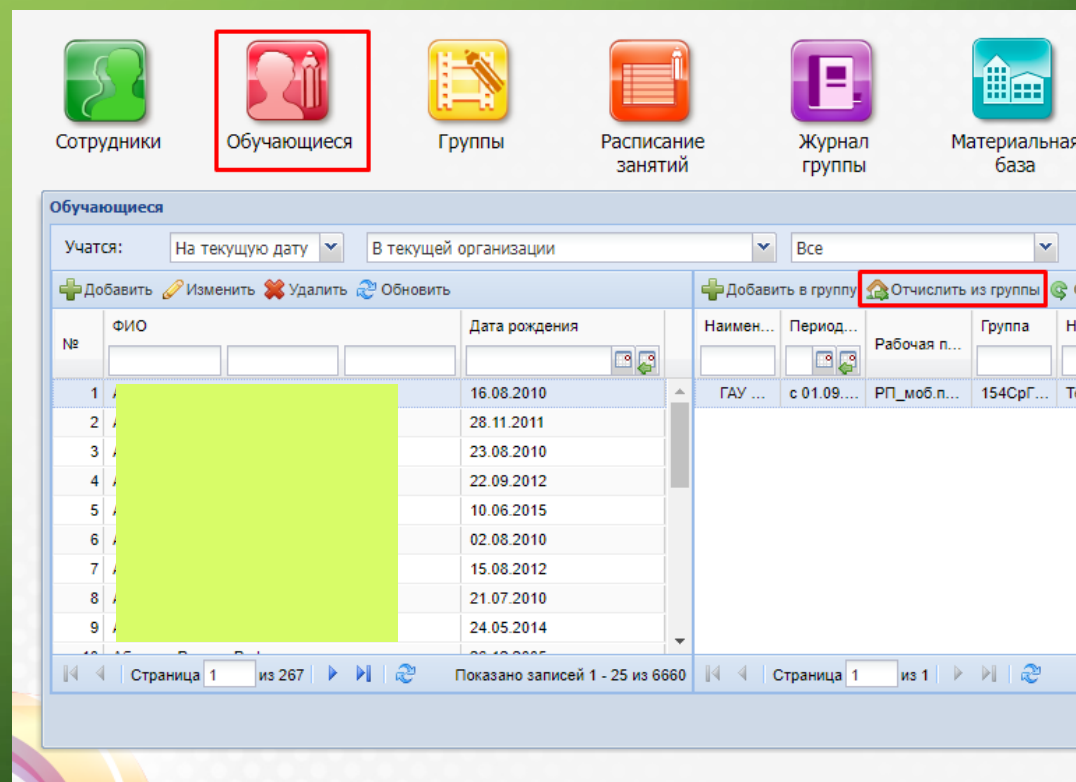 Сотрудники
Обучающиеся
Группы
Расписание
занятий
Журнал
группы
Материальная
база
Обучающиеся
Учатся: На текущую дату В текущей организации Все
Добавить Изменить Удалить Обновить
Добавить в группу Отчислить из группы
№ ФИО Дата рождения
Наимен... Период... Рабочая п... Группа Н
1 16.08.2010
ГАУ ... с 01.09.... РП_моб.п... 154СрГ...
2 28.11.2011
3 23.08.2010
4 22.09.2012
5 10.06.2015
6 02.08.2010
7 15.08.2012
8 21.07.2010
9 24.05.2014
Страница 1 из 267 Показано записей 1 - 25 из 6660
Страница 1 из 1